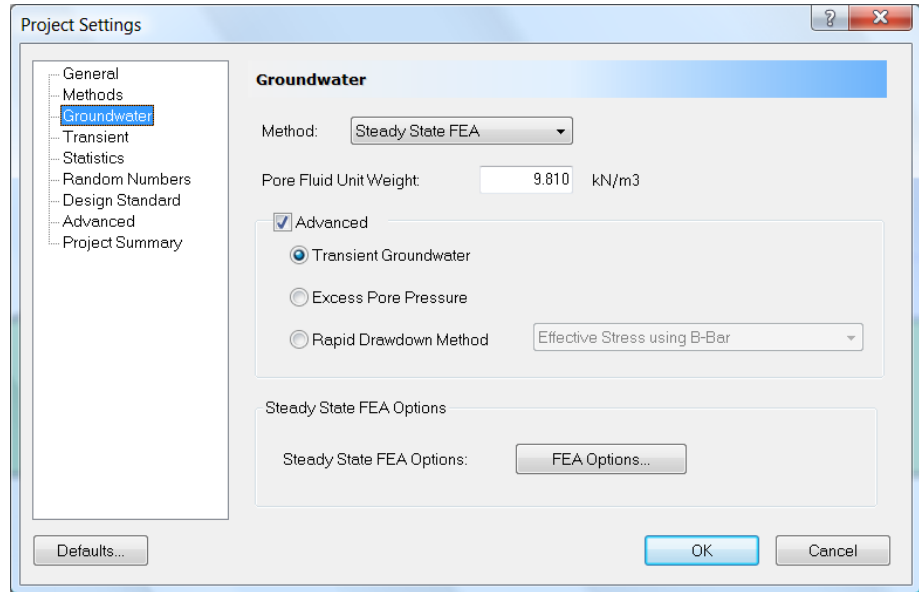 Project Settings
?
General
Methods
Groundwater
Transient
Statistics
Random Numbers
Design Standard
Advanced
Project Summary
Groundwater
Method: Steady State FEA
Pore Fluid Unit Weight: 9.810 kN/m3
Advanced
Transient Groundwater
Excess Pore Pressure
Rapid Drawdown Method Effective Stress using B-Bar
Steady State FEA Options
Steady State FEA Options: FEA Options...
Defaults... OK Cancel